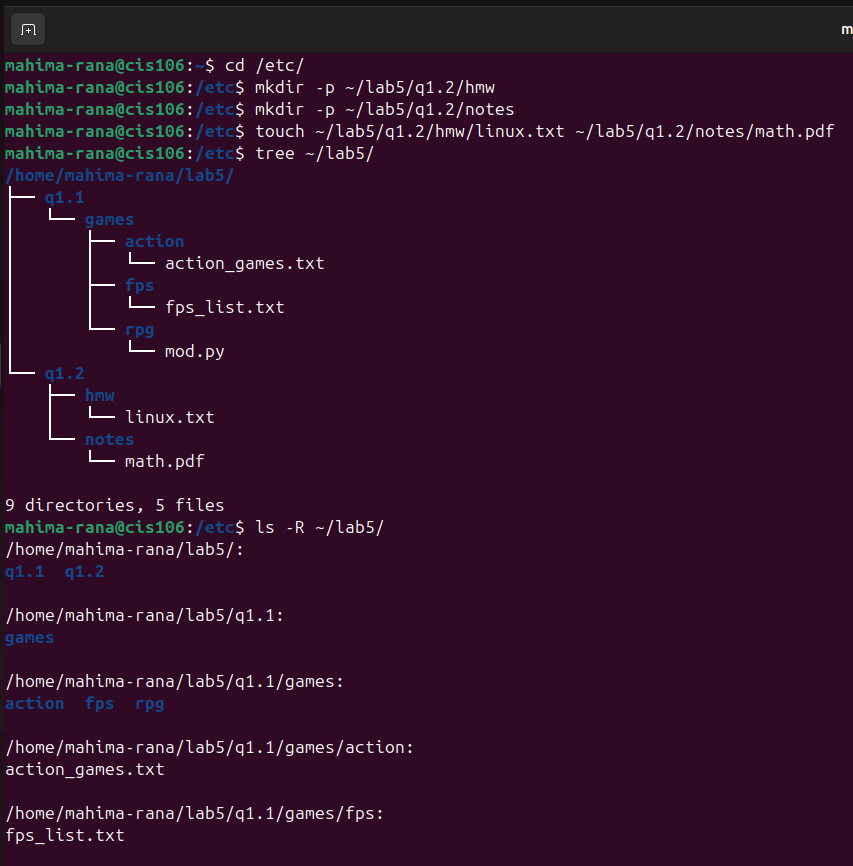 m
mahima-rana@cis106:~$ cd /etc/
mahima-rana@cis106:/etc$ mkdir -p ~/lab5/q1.2/hmw
mahima-rana@cis106:/etc$ mkdir -p ~/lab5/q1.2/notes
mahima-rana@cis106:/etc$ touch ~/lab5/q1.2/hmw/linux.txt ~/lab5/q1.2/notes/math.pdf
mahima-rana@cis106:/etc$ tree ~/lab5/
/home/mahima-rana/lab5/
├── q1.1
│   └── games
│       ├── action
│       │   └── action_games.txt
│       ├── fps
│       │   └── fps_list.txt
│       └── rpg
│           └── mod.py
└── q1.2
    ├── hmw
    │   └── linux.txt
    └── notes
        └── math.pdf
9 directories, 5 files
mahima-rana@cis106:/etc$ ls -R ~/lab5/
/home/mahima-rana/lab5/:
q1.1  q1.2
/home/mahima-rana/lab5/q1.1:
games
/home/mahima-rana/lab5/q1.1/games:
action  fps  rpg
/home/mahima-rana/lab5/q1.1/games/action:
action_games.txt
/home/mahima-rana/lab5/q1.1/games/fps:
fps_list.txt